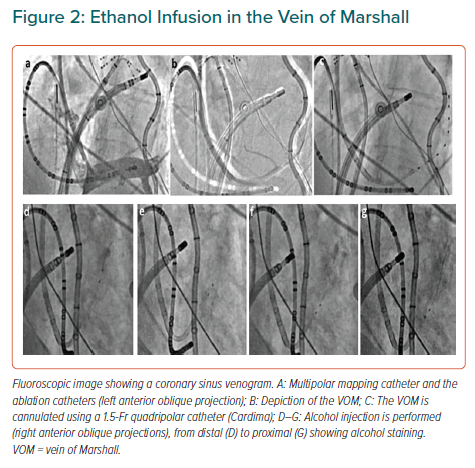 Figure 2: Ethanol Infusion in the Vein of Marshall
a
b
c
d
e
f
g
Fluoroscopic image showing a coronary sinus venogram. A: Multipolar mapping catheter and the
ablation catheters (left anterior oblique projection); B: Depiction of the VOM; C: The VOM is
cannulated using a 1.5-Fr quadripolar catheter (Cardima); D–G: Alcohol injection is performed
(right anterior oblique projections), from distal (D) to proximal (G) showing alcohol staining.
VOM = vein of Marshall.